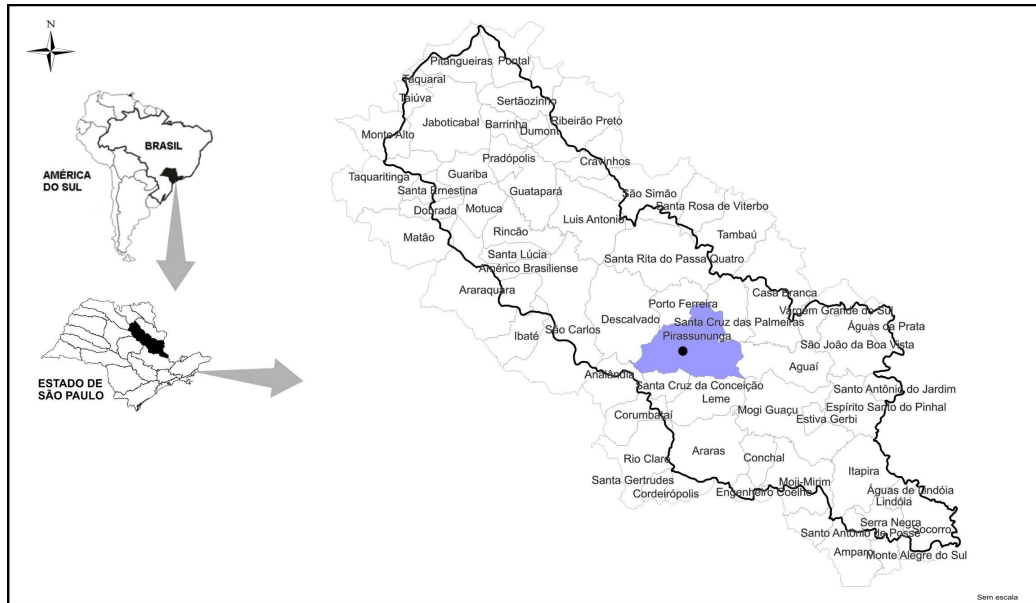 N
BRASIL
AMÉRICA
DO SUL
ESTADO DE
SÃO PAULO
Pitangueiras
Pontal
Taquaral
Taiúva
Sertãozinho
Jaboticabal
Barrinha
Dumont
Ribeirão Preto
Monte Alto
Pradópolis
Cravinhos
Taquaritinga
Guariba
Santa Ernestina
Guatapará
São Simão
Santa Rosa de Viterbo
Dobrada
Motuca
Luis Antonio
Matão
Rincão
Tambaú
Santa Lúcia
Santa Rita do Passa Quatro
Américo Brasiliense
Araraquara
Casa Branca
Porto Ferreira
Vargem Grande do Sul
Descalvado
Santa Cruz das Palmeiras
Águas da Prata
Ibaté
São Carlos
Pirassununga
São João da Boa Vista
Analândia
Aguaí
Santa Cruz da Conceição
Santo Antônio do Jardim
Leme
Corumbataí
Mogi Guaçu
Espírito Santo do Pinhal
Estiva Gerbi
Rio Claro
Araras
Conchal
Itapira
Santa Gertrudes
Moji-Mirim
Cordeirópolis
Engenheiro Coelho
Águas de Lindóia
Lindóia
Serra Negra
Socorro
Santo Antonio de Posse
Amparo
Monte Alegre do Sul
Sem escala